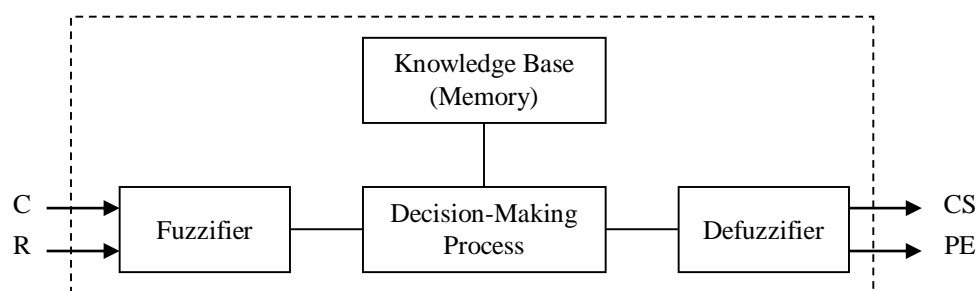 Knowledge Base
(Memory)
C
R
Fuzzifier
Decision-Making
Process
Defuzzifier
CS
PE